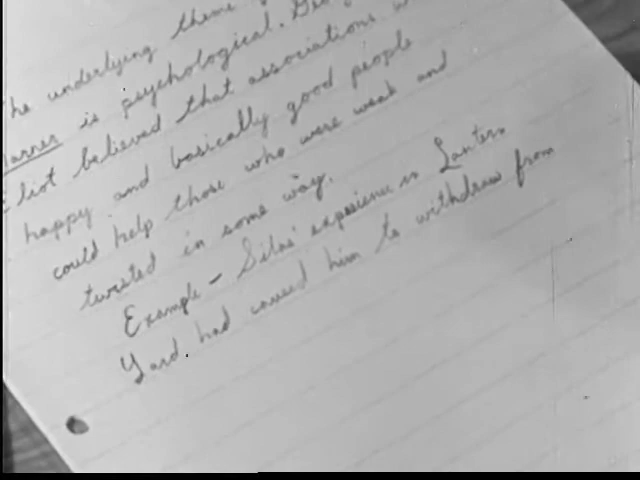 The underlying theme
Marner is psychological. Geo
Eliot believed that associations w
happy and basically good people
could help those who were weak and
twisted in some way.
Example - Silas' experience in Lantern
Yard had caused him to withdraw from